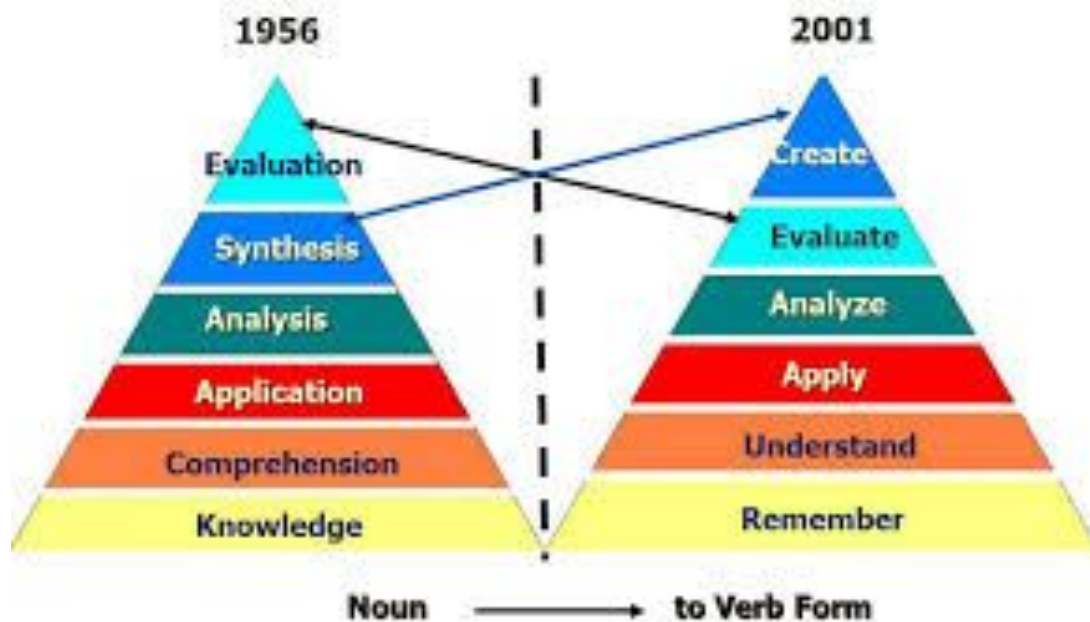 1956
Evaluation
Synthesis
Analysis
Application
Comprehension
Knowledge
2001
Create
Evaluate
Analyze
Apply
Understand
Remember
Noun to Verb Form